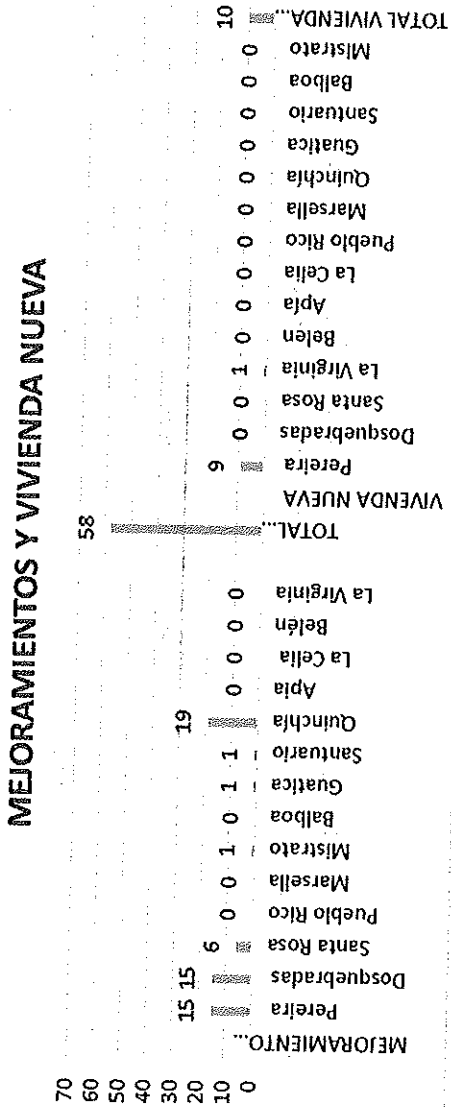 MEJORAMIENTOS Y VIVIENDA NUEVA
70
60
50
40
30
20
10
0
15 15
6
0
0
1
0
1
1
19
0
0
0
0
58
9
0
0
1
0
0
0
0
0
0
0
0
0
0
10
MEJORAMIENTO...
Pereira
Dosquebradas
Santa Rosa
Pueblo Rico
Marsella
Mistrato
Balboa
Guatica
Santuario
Quinchía
Apia
La Celia
Belén
La Virginia
TOTAL...
VIVIENDA NUEVA
Pereira
Dosquebradas
Santa Rosa
La Virginia
Belen
Apía
La Celia
Pueblo Rico
Marsella
Quinchía
Guatica
Santuario
Balboa
Mistrato
TOTAL VIVIENDA...